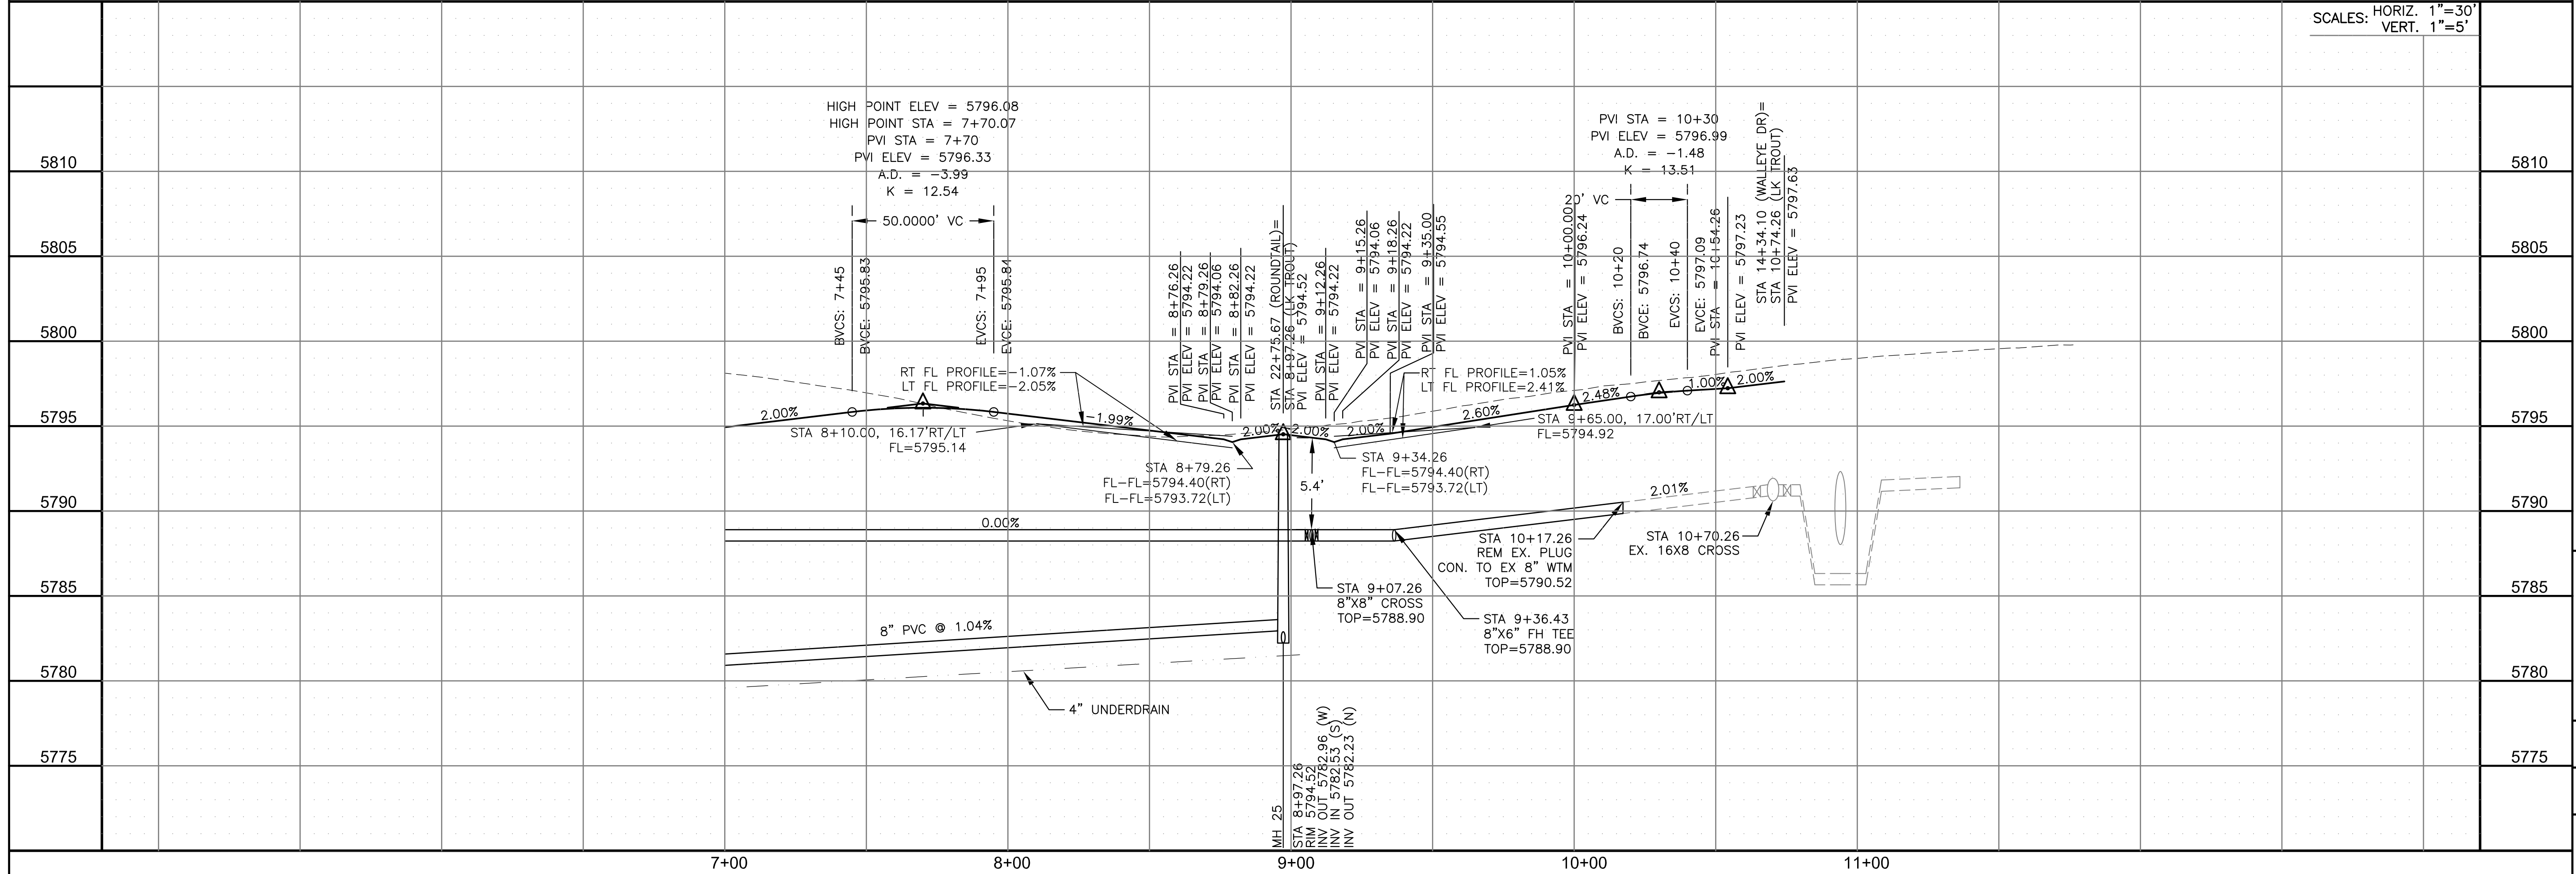 SCALES: HORIZ. 1"=30'
VERT. 1"=5'
HIGH POINT ELEV = 5796.08
HIGH POINT STA = 7+70.07
PVI STA = 7+70
PVI ELEV = 5796.33
A.D. = -3.99
K = 12.54
50.0000' VC
BVCS: 7+45
BVCE: 5795.83
EVCS: 7+95
EVCE: 5795.84
PVI STA = 8+76.26
PVI ELEV = 5794.22
PVI STA = 8+79.26
PVI ELEV = 5794.06
PVI STA = 8+82.26
PVI ELEV = 5794.22
STA 22+75.67 (ROUNDTAIL)=
STA 8+97.26 (LK TROUT)
PVI ELEV = 5794.52
PVI STA = 9+12.26
PVI ELEV = 5794.22
PVI STA = 9+15.26
PVI ELEV = 5794.06
PVI STA = 9+18.26
PVI ELEV = 5794.22
PVI STA = 9+35.00
PVI ELEV = 5794.55
PVI STA = 10+00.00
PVI ELEV = 5796.24
PVI STA = 10+30
PVI ELEV = 5796.99
A.D. = -1.48
K = 13.51
20' VC
BVCS: 10+20
BVCE: 5796.74
EVCS: 10+40
EVCE: 5797.09
PVI STA = 10+54.26
PVI ELEV = 5797.23
STA 14+34.10 (WALLEYE DR)=
STA 10+74.26 (LK TROUT)
PVI ELEV = 5797.63
5810
5805
5800
5795
5790
5785
5780
5775
5810
5805
5800
5795
5790
5785
5780
5775
RT FL PROFILE=-1.07%
LT FL PROFILE=-2.05%
RT FL PROFILE=1.05%
LT FL PROFILE=2.41%
2.00%
-1.99%
2.00%
-2.00%
2.00%
2.60%
2.48%
1.00%
2.00%
STA 8+10.00, 16.17'RT/LT
FL=5795.14
STA 9+65.00, 17.00'RT/LT
FL=5794.92
STA 8+79.26
FL-FL=5794.40(RT)
FL-FL=5793.72(LT)
STA 9+34.26
FL-FL=5794.40(RT)
FL-FL=5793.72(LT)
5.4'
0.00%
2.01%
STA 10+17.26
REM EX. PLUG
CON. TO EX 8" WTM
TOP=5790.52
STA 10+70.26
EX. 16X8 CROSS
STA 9+07.26
8"X8" CROSS
TOP=5788.90
STA 9+36.43
8"X6" FH TEE
TOP=5788.90
8" PVC @ 1.04%
4" UNDERDRAIN
MH 25
STA 8+97.26
RIM 5794.52
INV OUT 5782.96 (W)
INV IN 5782.53 (S)
INV OUT 5782.23 (N)
7+00
8+00
9+00
10+00
11+00